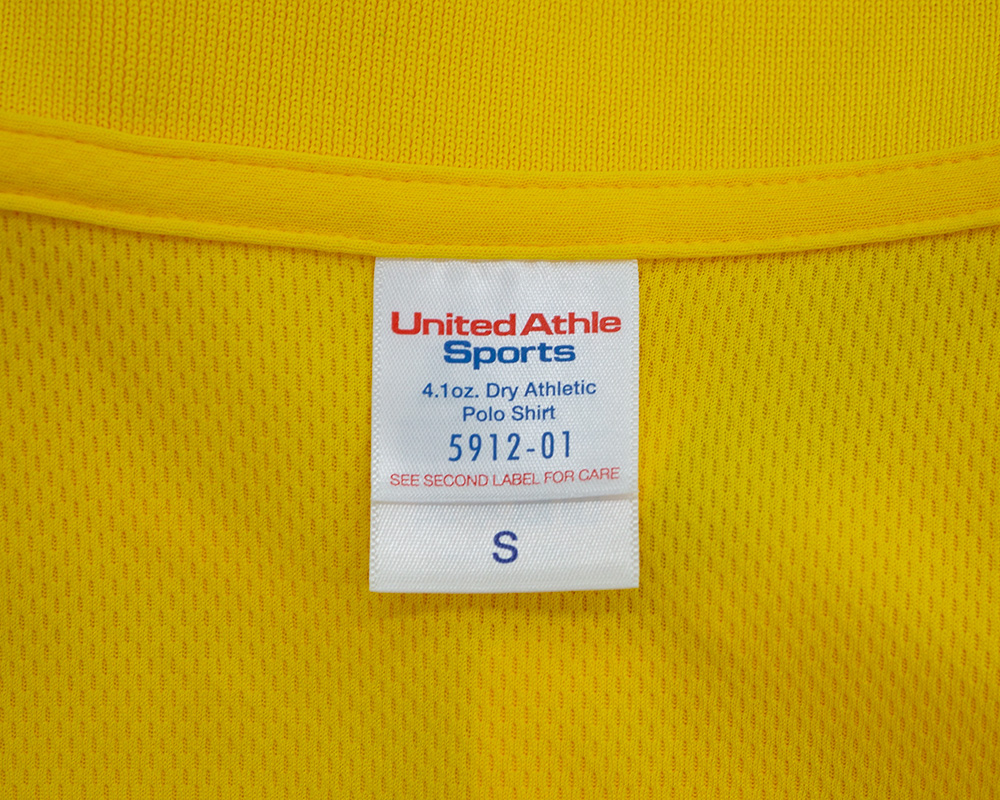 United Athle
Sports
4.1oz. Dry Athletic
Polo Shirt
5912-01
SEE SECOND LABEL FOR CARE
S